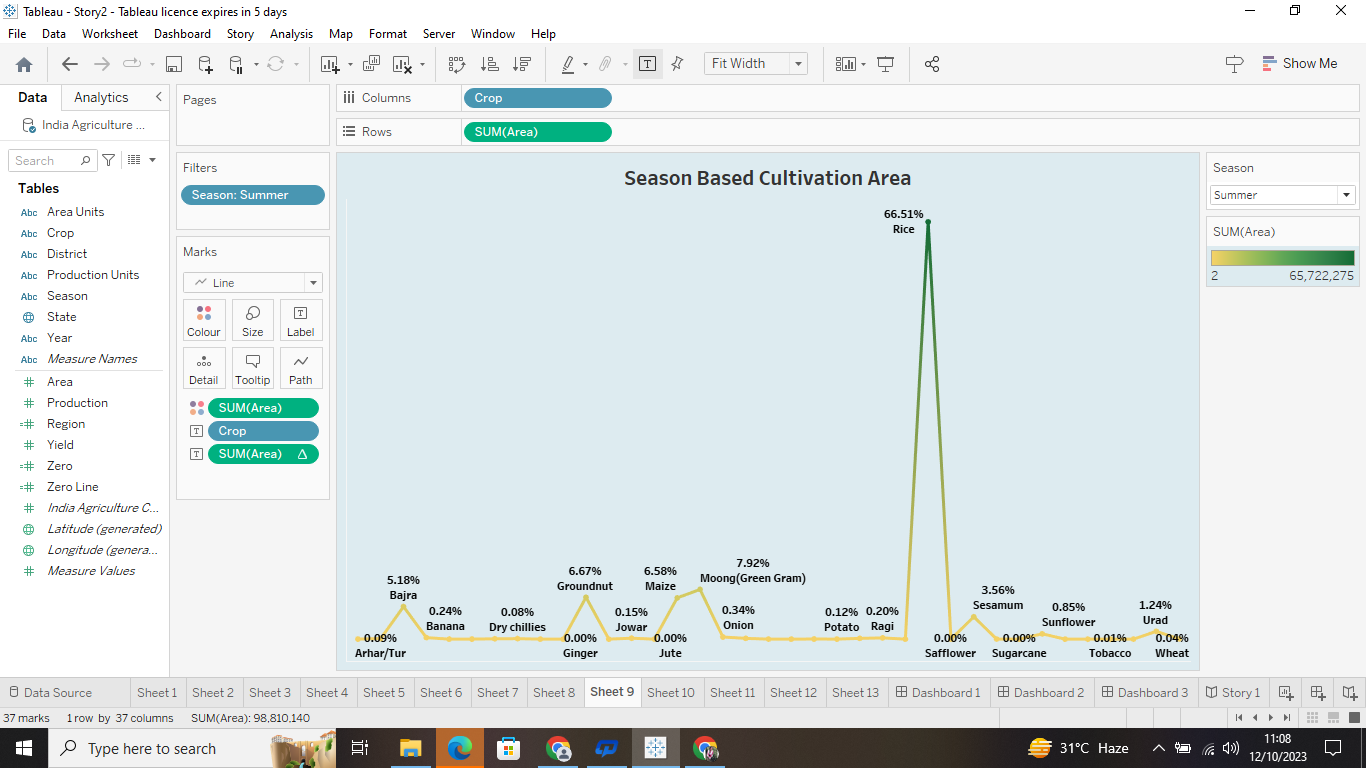 Tableau - Story2 - Tableau licence expires in 5 days
File Data Worksheet Dashboard Story Analysis Map Format Server Window Help
Fit Width
Show Me
Data Analytics
India Agriculture ...
Search
Tables
Abc Area Units
Abc Crop
Abc District
Abc Production Units
Abc Season
State
Abc Year
Abc Measure Names
Area
Production
Region
Yield
Zero
Zero Line
India Agriculture C...
Latitude (generated)
Longitude (genera...
Measure Values
Pages
Filters
Season: Summer
Marks
Line
Colour Size Label
Detail Tooltip Path
SUM(Area)
Crop
SUM(Area) Δ
Columns Crop
Rows SUM(Area)
Season Based Cultivation Area
66.51%
Rice
5.18%
Bajra
0.24%
Banana
0.08%
Dry chillies
6.67%
Groundnut
0.15%
Jowar
6.58%
Maize
7.92%
Moong(Green Gram)
0.34%
Onion
0.12%
Potato
0.20%
Ragi
3.56%
Sesamum
0.85%
Sunflower
1.24%
Urad
0.09%
Arhar/Tur
0.00%
Ginger
0.00%
Jute
0.00%
Safflower
0.00%
Sugarcane
0.01%
Tobacco
0.04%
Wheat
Season
Summer
SUM(Area)
2 65,722,275
Data Source Sheet 1 Sheet 2 Sheet 3 Sheet 4 Sheet 5 Sheet 6 Sheet 7 Sheet 8 Sheet 9 Sheet 10 Sheet 11 Sheet 12 Sheet 13 Dashboard 1 Dashboard 2 Dashboard 3 Story 1
37 marks 1 row by 37 columns SUM(Area): 98,810,140
Type here to search
31°C Haze
11:08
12/10/2023